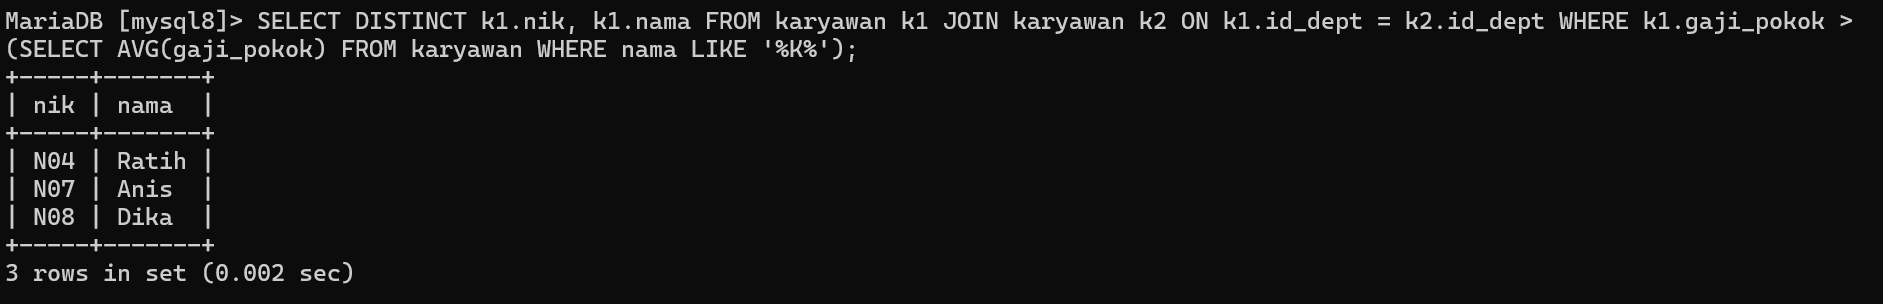 MariaDB [mysql8]> SELECT DISTINCT k1.nik, k1.nama FROM karyawan k1 JOIN karyawan k2 ON k1.id_dept = k2.id_dept WHERE k1.gaji_pokok >
(SELECT AVG(gaji_pokok) FROM karyawan WHERE nama LIKE '%K%');
+-----+-------+
| nik | nama  |
+-----+-------+
| N04 | Ratih |
| N07 | Anis  |
| N08 | Dika  |
+-----+-------+
3 rows in set (0.002 sec)